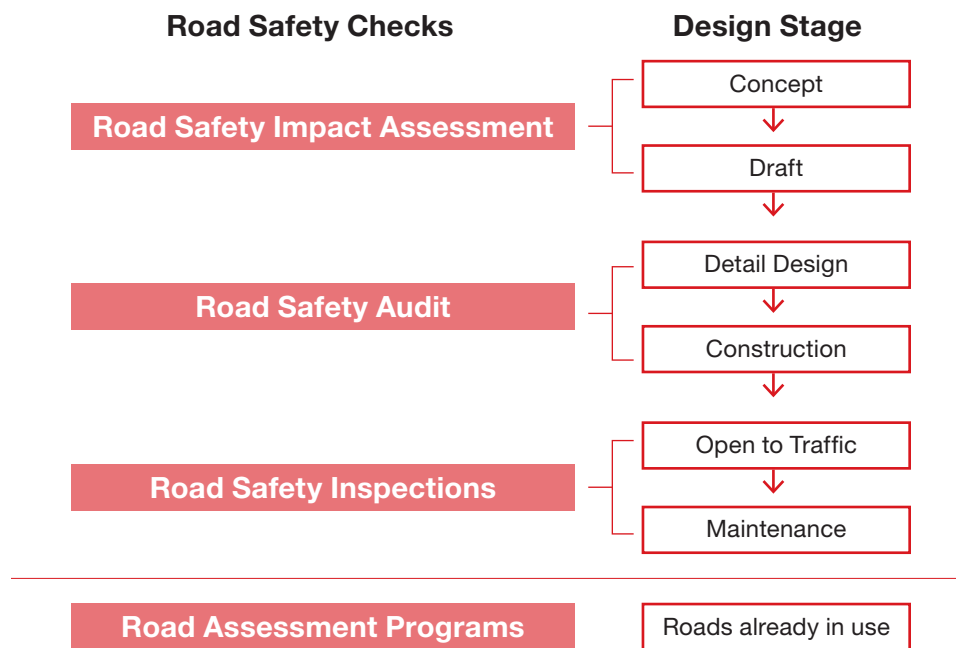 Road Safety Checks
Design Stage
Road Safety Impact Assessment
Concept
Draft
Road Safety Audit
Detail Design
Construction
Road Safety Inspections
Open to Traffic
Maintenance
Road Assessment Programs
Roads already in use